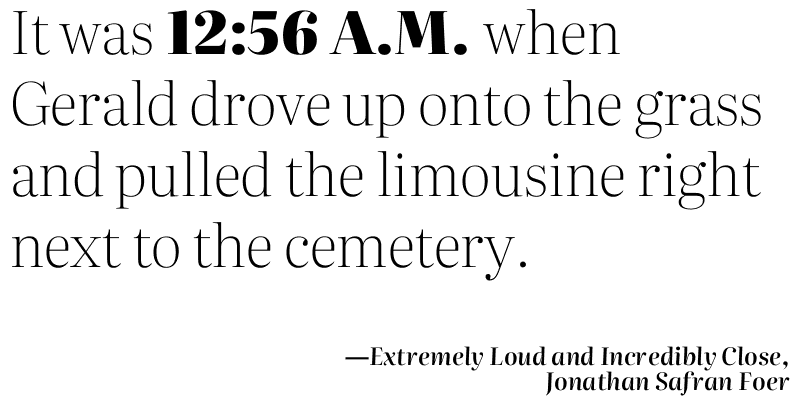 It was 12:56 A.M. when
Gerald drove up onto the grass
and pulled the limousine right
next to the cemetery.
—Extremely Loud and Incredibly Close,
Jonathan Safran Foer